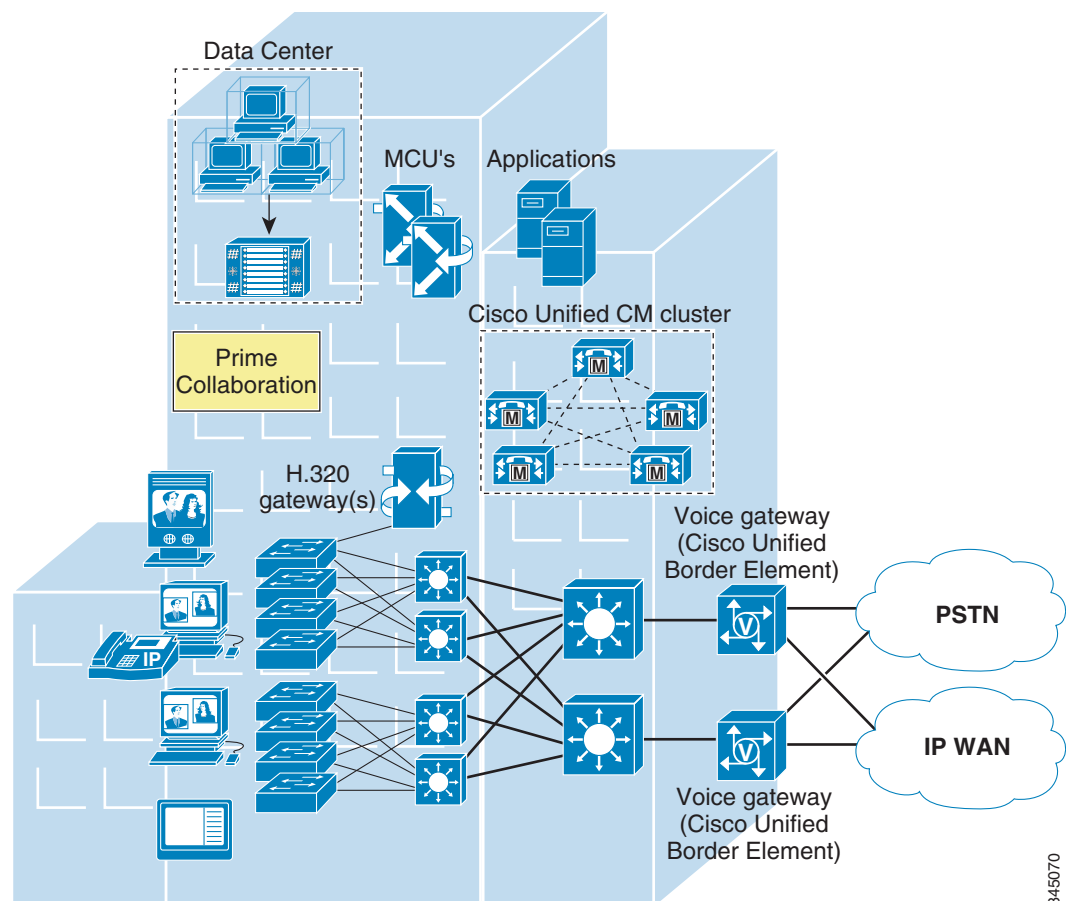 Data Center
MCU's
Applications
Cisco Unified CM cluster
M
M
M
M
M
Prime
Collaboration
H.320
gateway(s)
Voice gateway
(Cisco Unified
Border Element)
IP
V
PSTN
V
IP WAN
Voice gateway
(Cisco Unified
Border Element)
345070